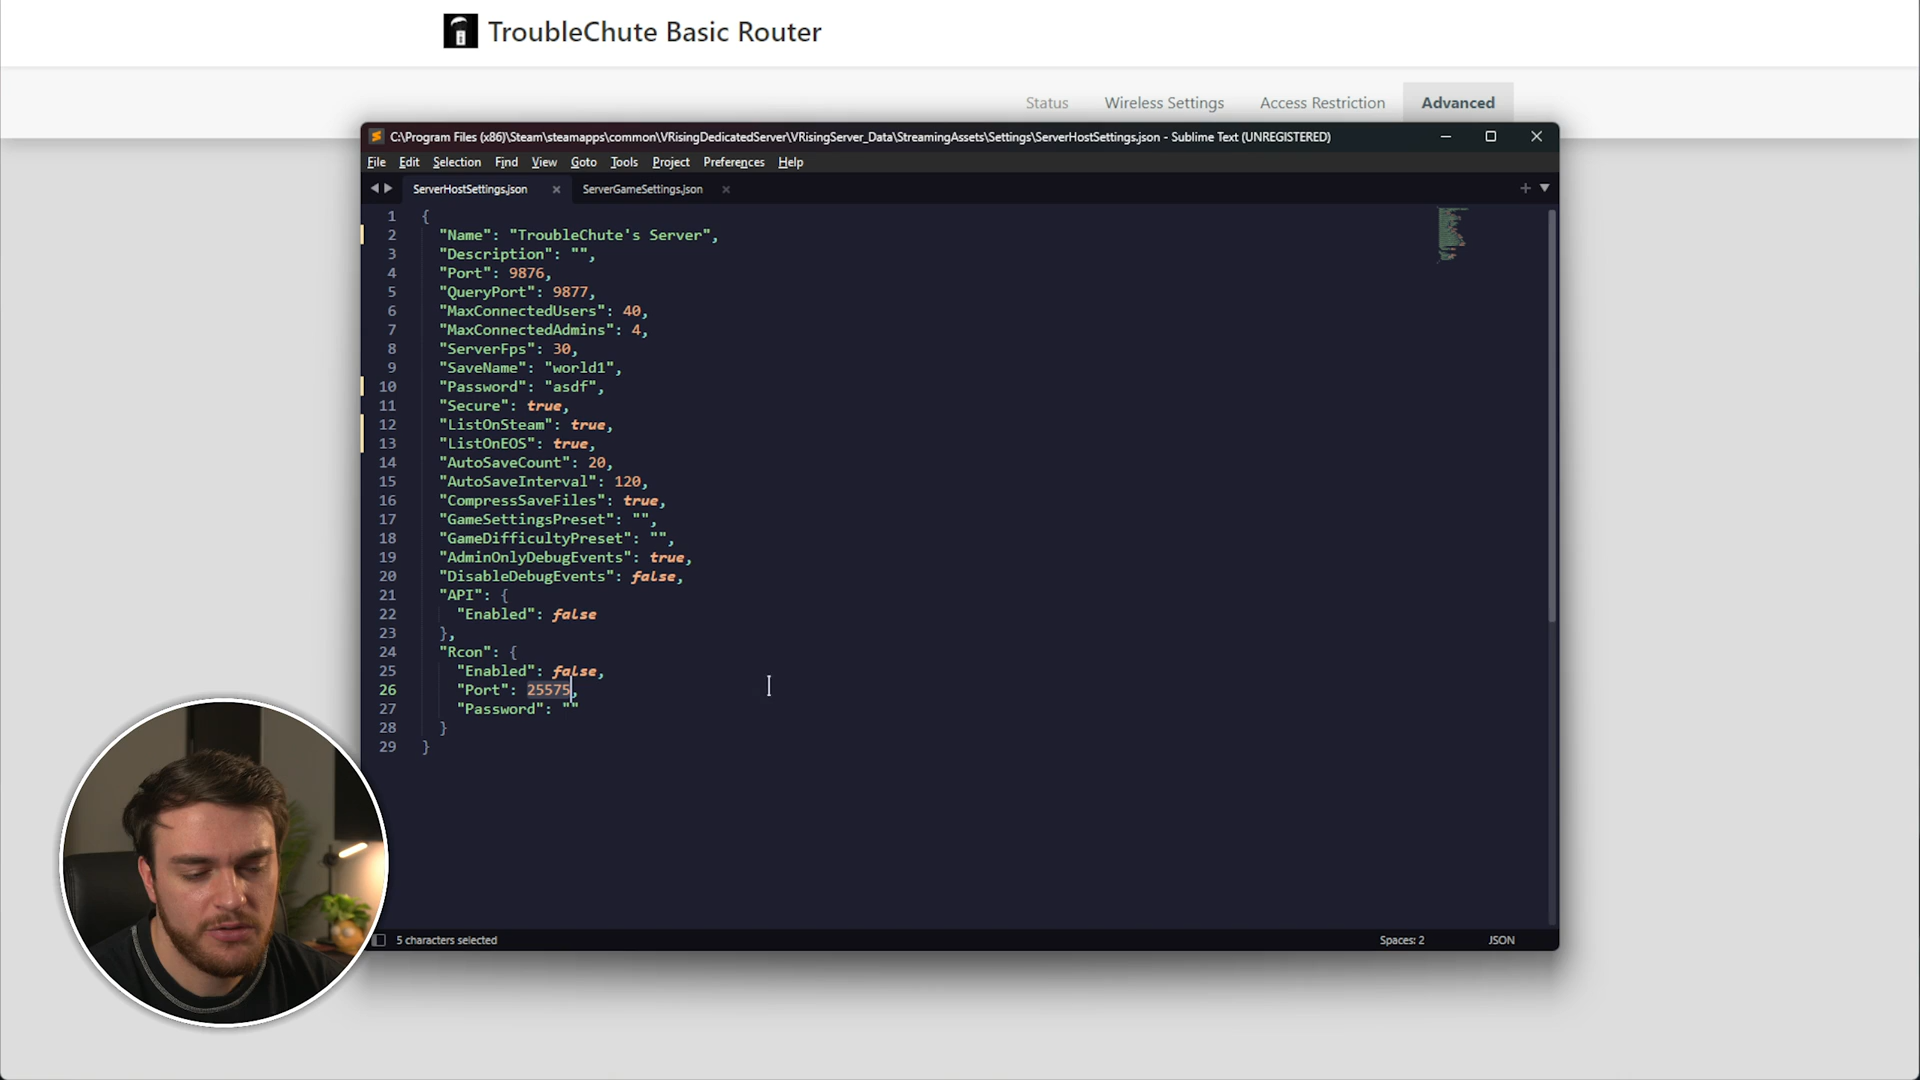 TroubleChute Basic Router
Status Wireless Settings Access Restriction Advanced
C:\Program Files (x86)\Steam\steamapps\common\VRisingDedicatedServer\VRisingServer_Data\StreamingAssets\Settings\ServerHostSettings.json - Sublime Text (UNREGISTERED)
File Edit Selection Find View Goto Tools Project Preferences Help
ServerHostSettings.json ServerGameSettings.json
1 {
2 "Name": "TroubleChute's Server",
3 "Description": "",
4 "Port": 9876,
5 "QueryPort": 9877,
6 "MaxConnectedUsers": 40,
7 "MaxConnectedAdmins": 4,
8 "ServerFps": 30,
9 "SaveName": "world1",
10 "Password": "asdf",
11 "Secure": true,
12 "ListOnSteam": true,
13 "ListOnEOS": true,
14 "AutoSaveCount": 20,
15 "AutoSaveInterval": 120,
16 "CompressSaveFiles": true,
17 "GameSettingsPreset": "",
18 "GameDifficultyPreset": "",
19 "AdminOnlyDebugEvents": true,
20 "DisableDebugEvents": false,
21 "API": {
22 "Enabled": false
23 },
24 "Rcon": {
25 "Enabled": false,
26 "Port": 25575,
27 "Password": ""
28 }
29 }
5 characters selected Spaces: 2 JSON